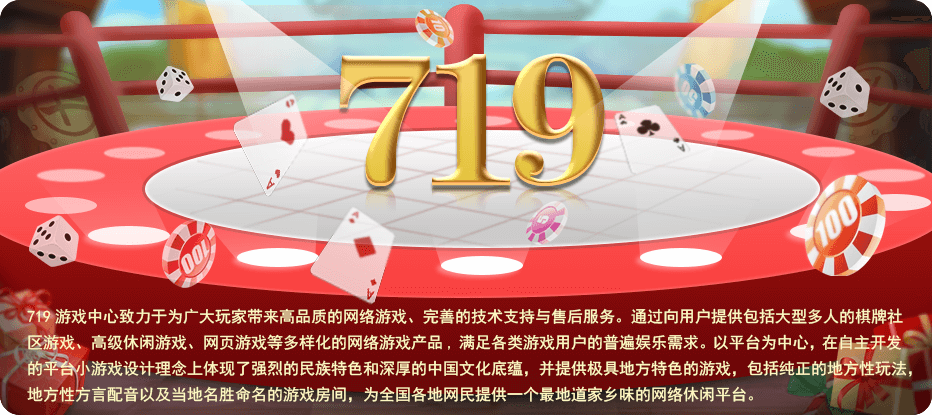 719
100
100
A
A
A
A
719 游戏中心致力于为广大玩家带来高品质的网络游戏、完善的技术支持与售后服务。通过向用户提供包括大型多人的棋牌社
区游戏、高级休闲游戏、网页游戏等多样化的网络游戏产品，满足各类游戏用户的普遍娱乐需求。以平台为中心，在自主开发
的平台小游戏设计理念上体现了强烈的民族特色和深厚的中国文化底蕴，并提供极具地方特色的游戏，包括纯正的地方性玩法，
地方性方言配音以及当地名胜命名的游戏房间，为全国各地网民提供一个最地道家乡味的网络休闲平台。